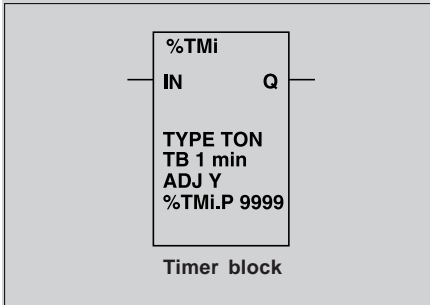 %TMi
IN Q
TYPE TON
TB 1 min
ADJ Y
%TMi.P 9999
Timer block